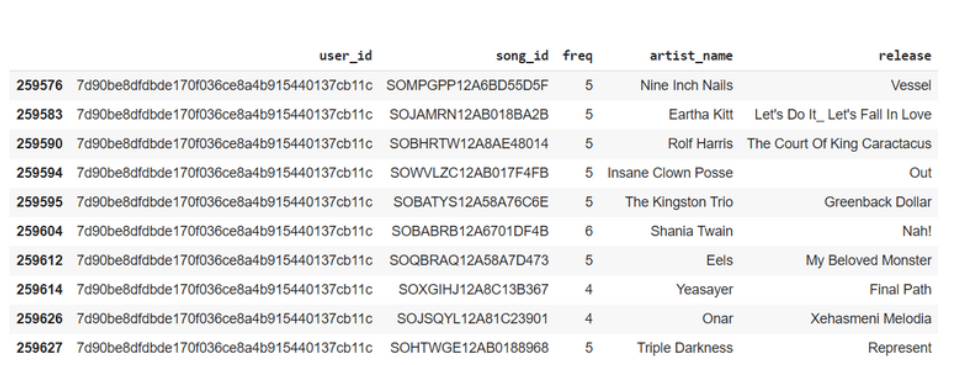 user_id song_id freq artist_name release
259576 7d90be8dfdbde170f036ce8a4b915440137cb11c SOMPGPP12A6BD55D5F 5 Nine Inch Nails Vessel
259583 7d90be8dfdbde170f036ce8a4b915440137cb11c SOJAMRN12AB018BA2B 5 Eartha Kitt Let's Do It_ Let's Fall In Love
259590 7d90be8dfdbde170f036ce8a4b915440137cb11c SOBHRTW12A8AE48014 5 Rolf Harris The Court Of King Caractacus
259594 7d90be8dfdbde170f036ce8a4b915440137cb11c SOWVLZC12AB017F4FB 5 Insane Clown Posse Out
259595 7d90be8dfdbde170f036ce8a4b915440137cb11c SOBATYS12A58A76C6E 5 The Kingston Trio Greenback Dollar
259604 7d90be8dfdbde170f036ce8a4b915440137cb11c SOBABRB12A6701DF4B 6 Shania Twain Nah!
259612 7d90be8dfdbde170f036ce8a4b915440137cb11c SOQBRAQ12A58A7D473 5 Eels My Beloved Monster
259614 7d90be8dfdbde170f036ce8a4b915440137cb11c SOXGIHJ12A8C13B367 4 Yeasayer Final Path
259626 7d90be8dfdbde170f036ce8a4b915440137cb11c SOJSQYL12A81C23901 4 Onar Xehasmeni Melodia
259627 7d90be8dfdbde170f036ce8a4b915440137cb11c SOHTWGE12AB0188968 5 Triple Darkness Represent